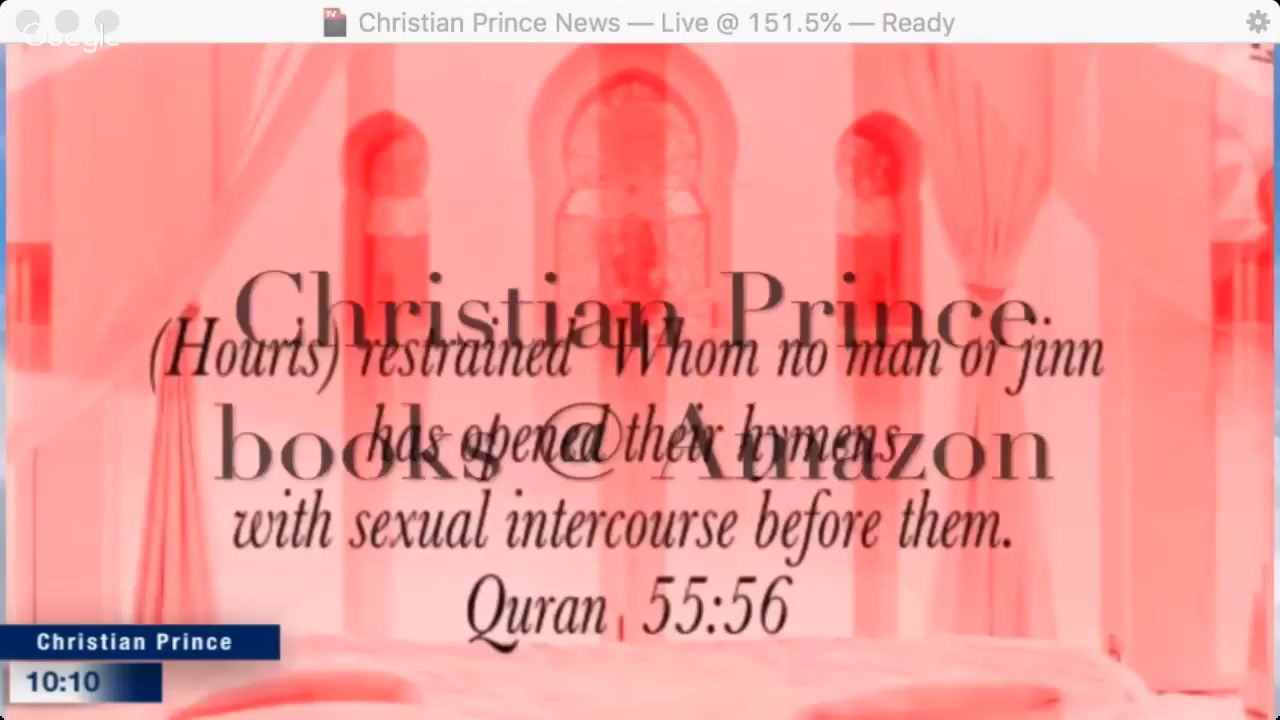 Christian Prince News — Live @ 151.5% — Ready
Google
Christian Prince
(Houris) restrained Whom no man or jinn
books @ Amazon
has opened their hymens
with sexual intercourse before them.
Quran 55:56
Christian Prince
10:10